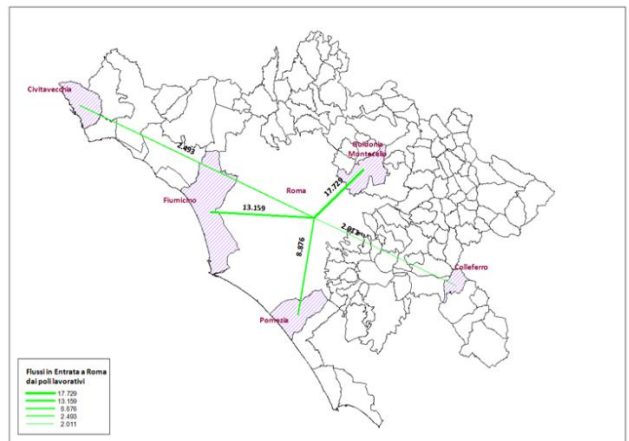 Civitavecchia
2.493
Guidonia
Montecelio
Roma
17.729
Fiumicino
13.159
2.011
8.876
Colleferro
Pomezia
Flussi in Entrata a Roma
dai poli lavorativi
17.729
13.159
8.876
2.493
2.011